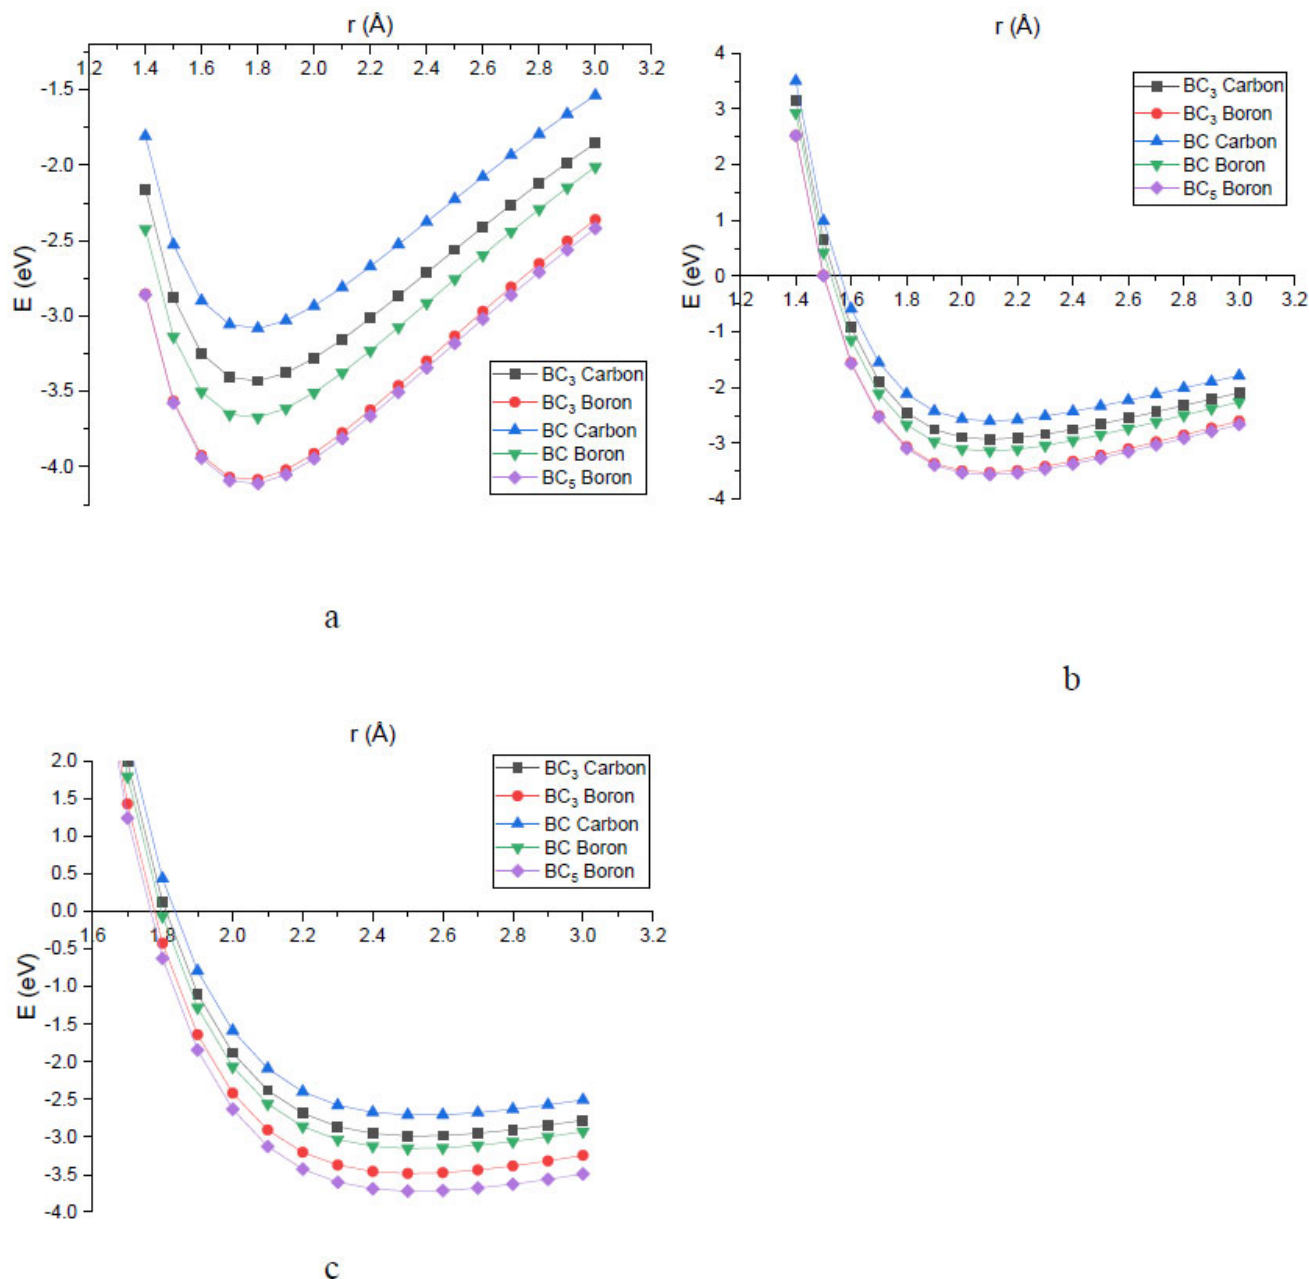 r (Å)
1.2 1.4 1.6 1.8 2.0 2.2 2.4 2.6 2.8 3.0 3.2
-1.5
-2.0
-2.5
-3.0
-3.5
-4.0
E (eV)
BC₃ Carbon
BC₃ Boron
BC Carbon
BC Boron
BC₅ Boron
a
r (Å)
4
3
2
1
0
1.2 1.4 1.6 1.8 2.0 2.2 2.4 2.6 2.8 3.0 3.2
-1
-2
-3
-4
E (eV)
BC₃ Carbon
BC₃ Boron
BC Carbon
BC Boron
BC₅ Boron
b
r (Å)
2.0
1.5
1.0
0.5
0.0
1.6 1.8 2.0 2.2 2.4 2.6 2.8 3.0 3.2
-0.5
-1.0
-1.5
-2.0
-2.5
-3.0
-3.5
-4.0
E (eV)
BC₃ Carbon
BC₃ Boron
BC Carbon
BC Boron
BC₅ Boron
c